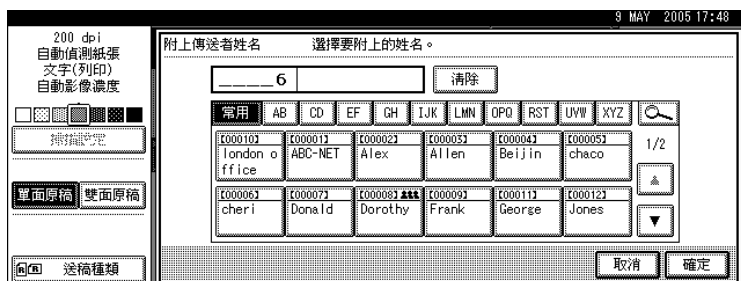 9 MAY 2005 17:48
200 dpi
自動偵測紙張
文字(列印)
自動影像濃度
掃描設定
單面原稿 雙面原稿
送稿種類
附上傳送者姓名 選擇要附上的姓名。
____6 清除
常用 AB CD EF GH IJK LMN OPQ RST UVW XYZ
[00010] [00001] [00002] [00003] [00004] [00005]
london o ABC-NET Alex Allen Beijin chaco
ffice
1/2
[00006] [00007] [00008] [00009] [00011] [00012]
cheri Donald Dorothy Frank George Jones
取消 確定